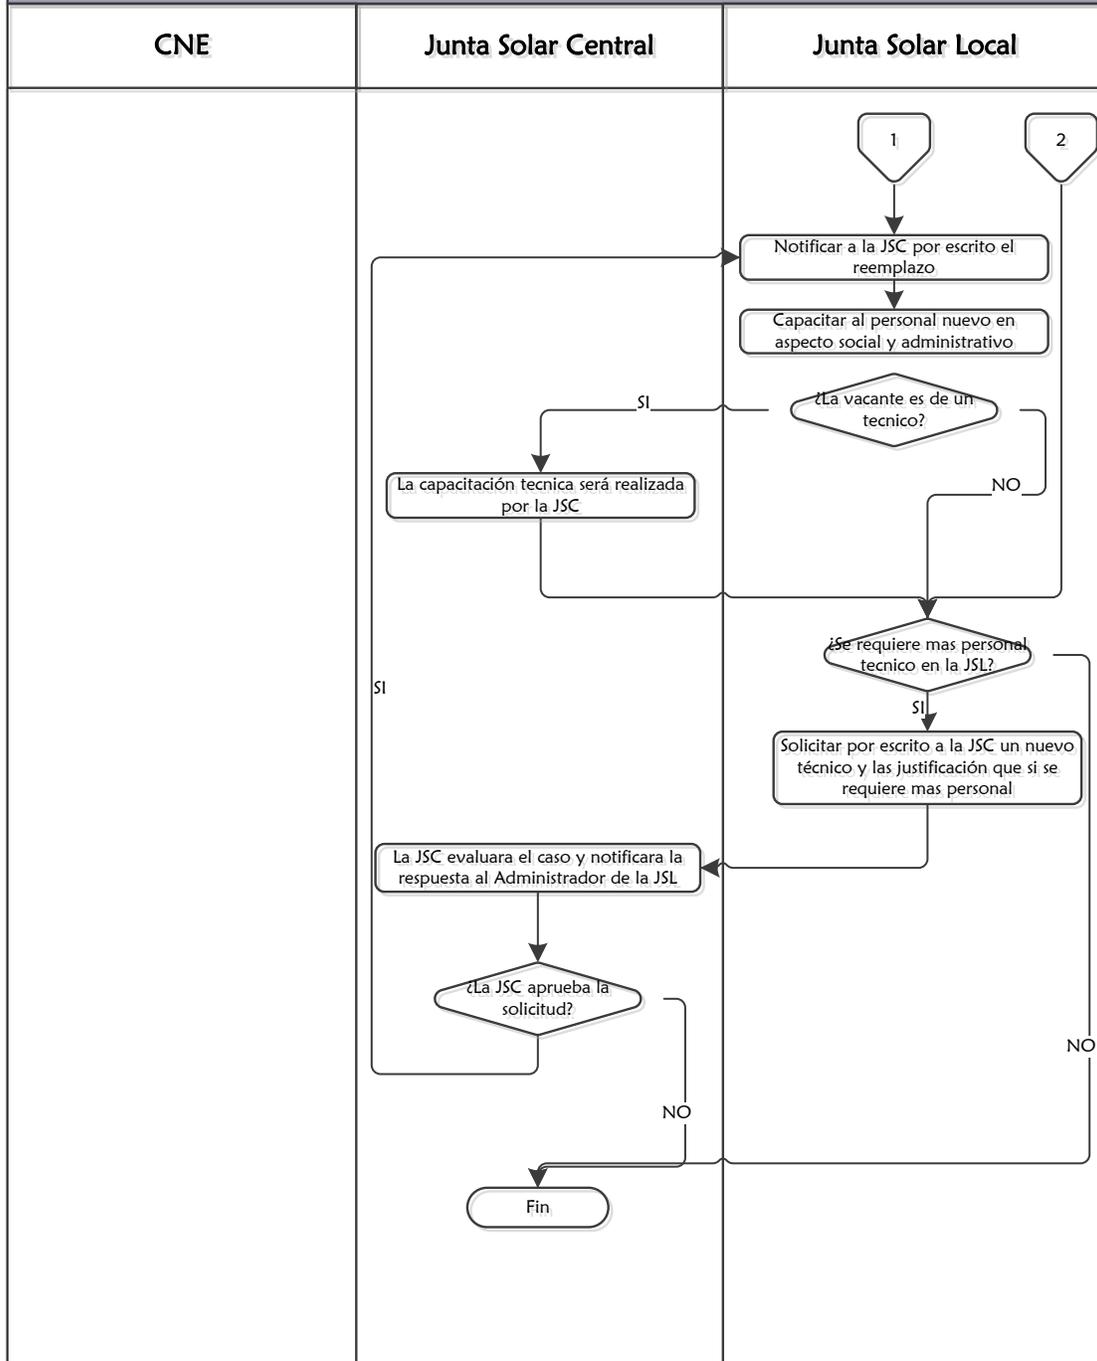 CNE
Junta Solar Central
Junta Solar Local
1
2
Notificar a la JSC por escrito el
reemplazo
Capacitar al personal nuevo en
aspecto social y administrativo
¿La vacante es de un
tecnico?
SI
NO
La capacitación tecnica será realizada
por la JSC
¿Se requiere mas personal
tecnico en la JSL?
SI
SI
Solicitar por escrito a la JSC un nuevo
técnico y las justificación que si se
requiere mas personal
La JSC evaluara el caso y notificara la
respuesta al Administrador de la JSL
¿La JSC aprueba la
solicitud?
NO
NO
Fin